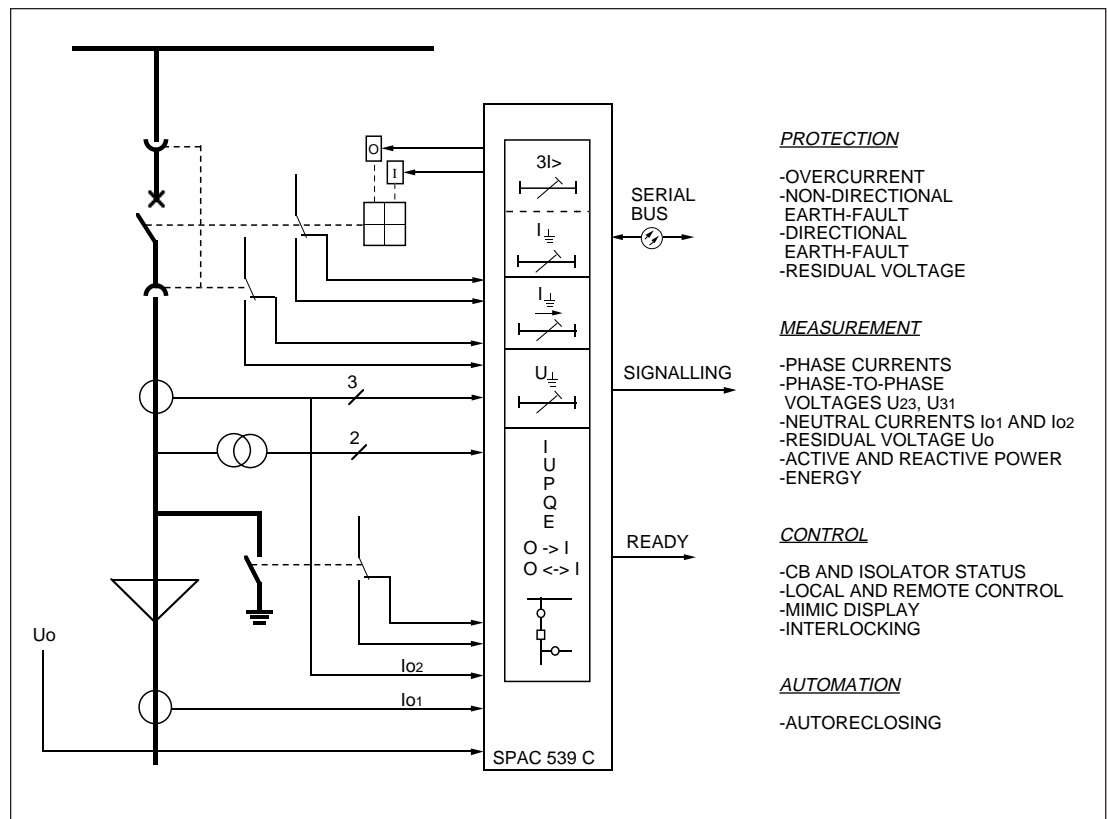 O
I
3I>
I
I
U
I
U
P
Q
E
O -> I
O <-> I
SERIAL
BUS
SIGNALLING
READY
3
2
Uo
Io2
Io1
SPAC 539 C
PROTECTION
-OVERCURRENT
-NON-DIRECTIONAL
EARTH-FAULT
-DIRECTIONAL
EARTH-FAULT
-RESIDUAL VOLTAGE
MEASUREMENT
-PHASE CURRENTS
-PHASE-TO-PHASE
VOLTAGES U23, U31
-NEUTRAL CURRENTS Io1 AND Io2
-RESIDUAL VOLTAGE Uo
-ACTIVE AND REACTIVE POWER
-ENERGY
CONTROL
-CB AND ISOLATOR STATUS
-LOCAL AND REMOTE CONTROL
-MIMIC DISPLAY
-INTERLOCKING
AUTOMATION
-AUTORECLOSING